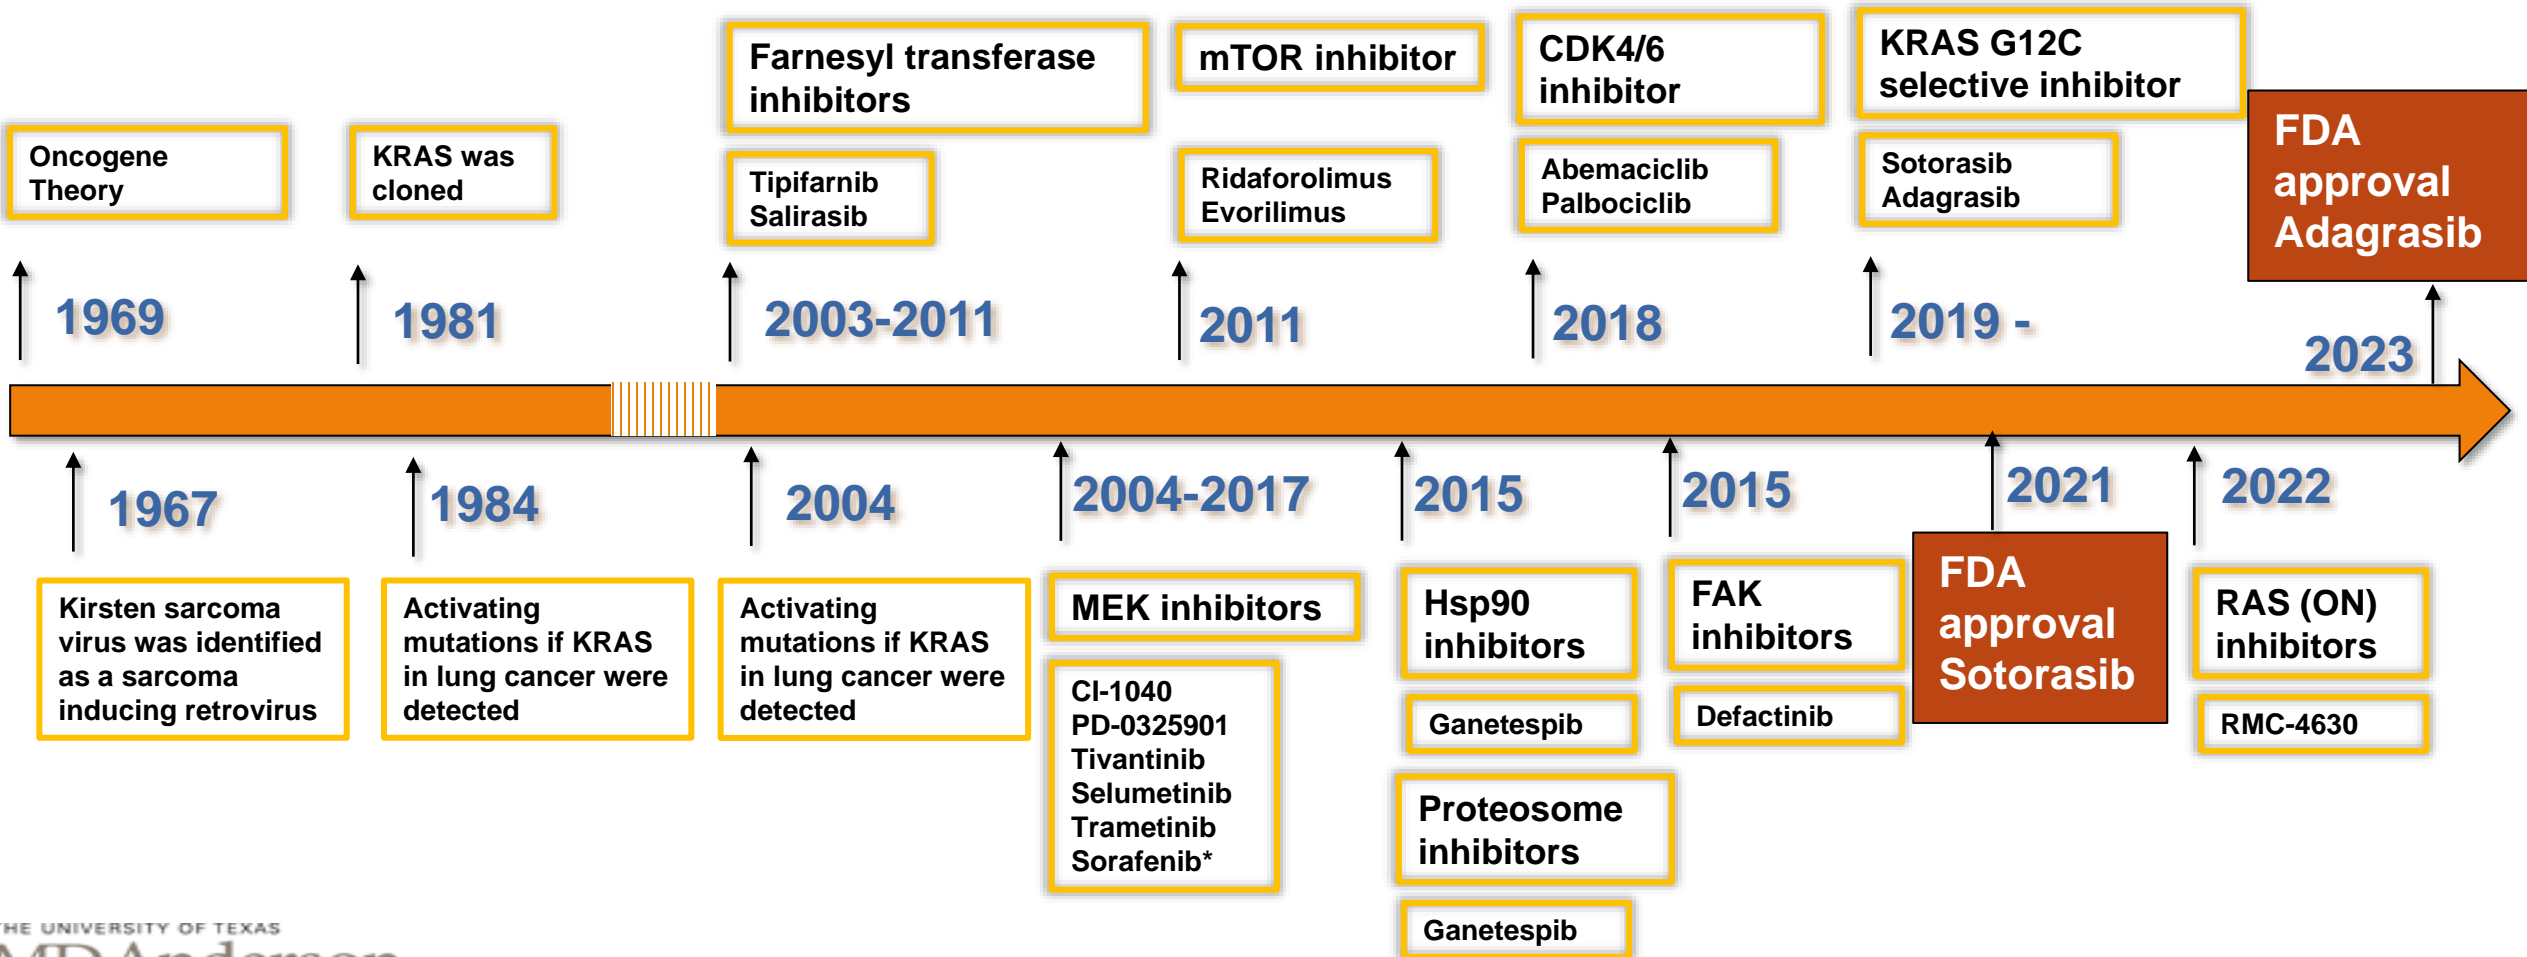 Farnesyl transferase
inhibitors
mTOR inhibitor
CDK4/6
inhibitor
KRAS G12C
selective inhibitor
FDA
approval
Adagrasib
Oncogene
Theory
KRAS was
cloned
Tipifarnib
Salirasib
Ridaforolimus
Evorilimus
Abemaciclib
Palbociclib
Sotorasib
Adagrasib
1969
1981
2003-2011
2011
2018
2019 -
2023
1967
1984
2004
2004-2017
2015
2015
2021
2022
Kirsten sarcoma
virus was identified
as a sarcoma
inducing retrovirus
Activating
mutations if KRAS
in lung cancer were
detected
Activating
mutations if KRAS
in lung cancer were
detected
MEK inhibitors
CI-1040
PD-0325901
Tivantinib
Selumetinib
Trametinib
Sorafenib*
Hsp90
inhibitors
Ganetespib
Proteosome
inhibitors
Ganetespib
FAK
inhibitors
Defactinib
FDA
approval
Sotorasib
RAS (ON)
inhibitors
RMC-4630
THE UNIVERSITY OF TEXAS
MD Anderson